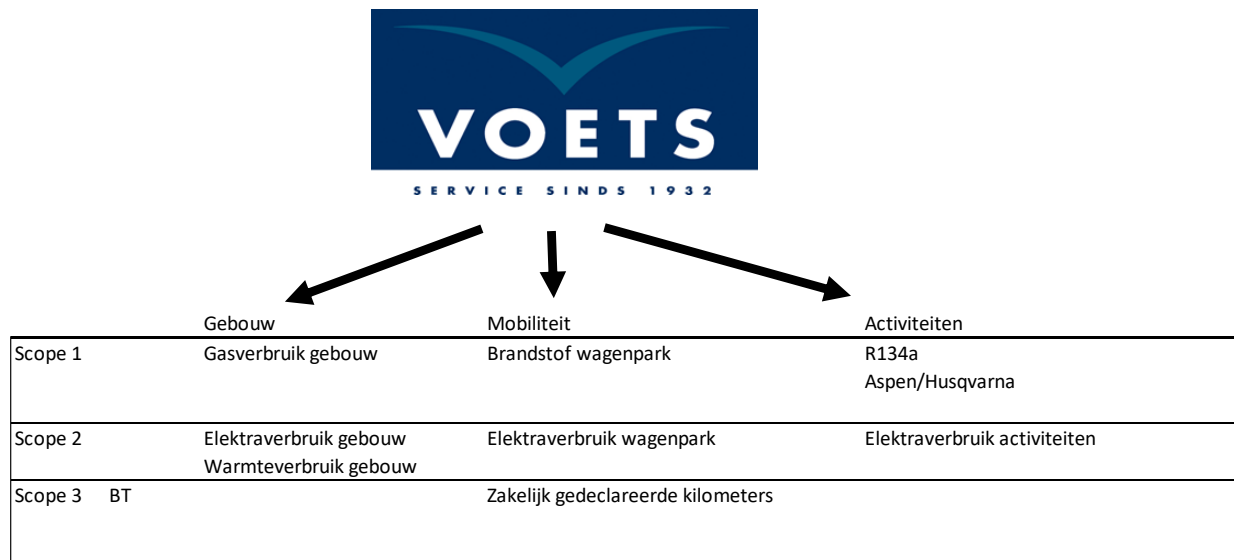 VOETS
SERVICE SINDS 1932
Gebouw Mobiliteit Activiteiten
Scope 1 Gasverbruik gebouw Brandstof wagenpark R134a
Aspen/Husqvarna
Scope 2 Elektraverbruik gebouw Elektraverbruik wagenpark Elektraverbruik activiteiten
Warmteverbruik gebouw
Scope 3 BT Zakelijk gedeclareerde kilometers